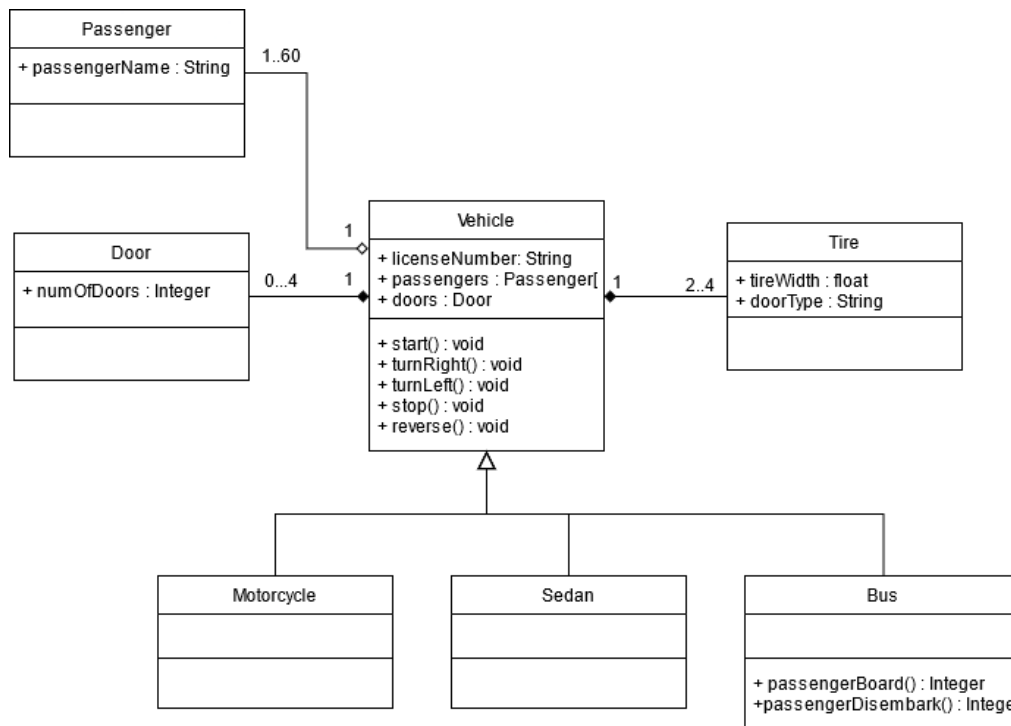 Passenger
+ passengerName : String
1..60
1
Door
+ numOfDoors : Integer
0...4
1
Vehicle
+ licenseNumber: String
+ passengers : Passenger[
+ doors : Door
+ start() : void
+ turnRight() : void
+ turnLeft() : void
+ stop() : void
+ reverse() : void
1
2..4
Tire
+ tireWidth : float
+ doorType : String
Motorcycle
Sedan
Bus
+ passengerBoard() : Integer
+passengerDisembark() : Intege